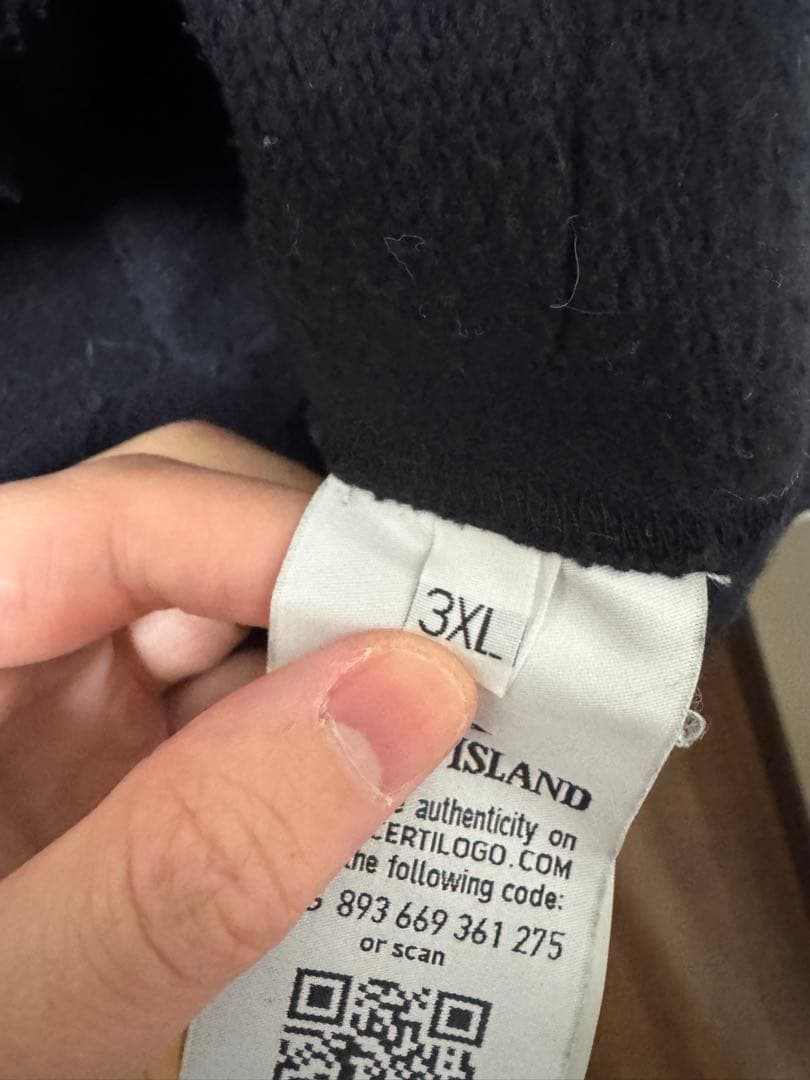 3XL
ISLAND
authenticity on
CERTILOGO.COM
the following code:
893 669 361 275
or scan